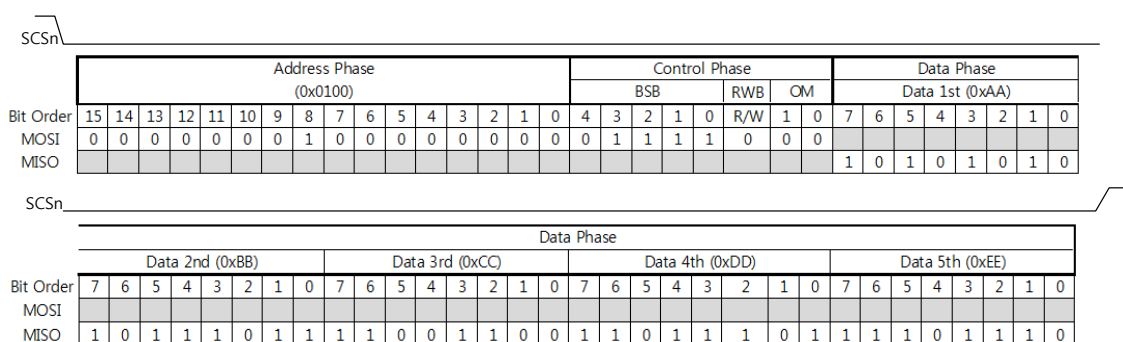 SCSn
Address Phase Control Phase Data Phase
(0x0100) BSB RWB OM Data 1st (0xAA)
Bit Order 15 14 13 12 11 10 9 8 7 6 5 4 3 2 1 0 4 3 2 1 0 R/W 1 0 7 6 5 4 3 2 1 0
MOSI 0 0 0 0 0 0 0 1 0 0 0 0 0 0 0 0 0 1 1 1 1 0 0 0
MISO 1 0 1 0 1 0 1 0
SCSn
Data Phase
Data 2nd (0xBB) Data 3rd (0xCC) Data 4th (0xDD) Data 5th (0xEE)
Bit Order 7 6 5 4 3 2 1 0 7 6 5 4 3 2 1 0 7 6 5 4 3 2 1 0 7 6 5 4 3 2 1 0
MOSI
MISO 1 0 1 1 1 0 1 1 1 1 0 0 1 1 0 0 1 1 0 1 1 1 0 1 1 1 1 0 1 1 1 0